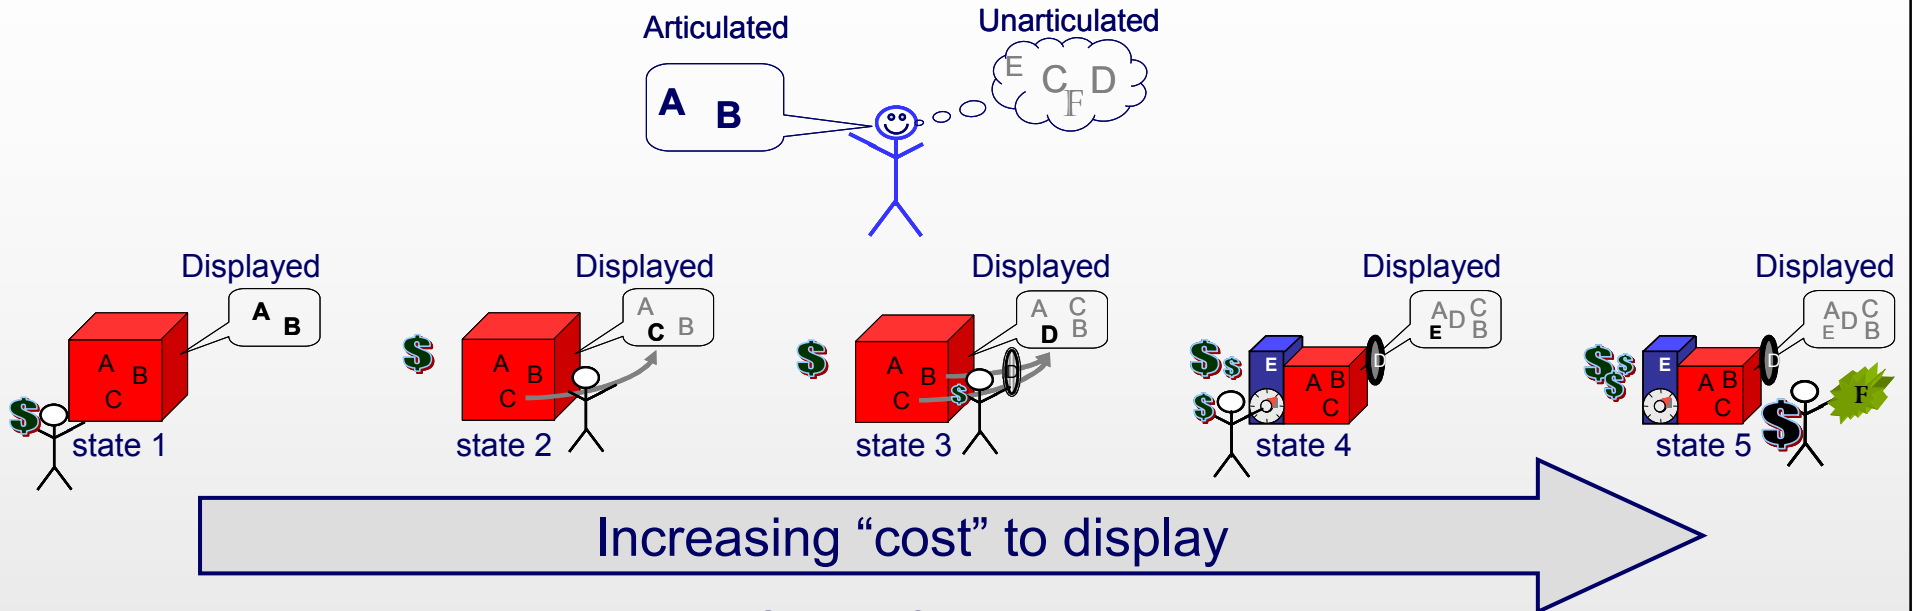 Articulated
Unarticulated
A B
E C F D
Displayed
Displayed
Displayed
Displayed
Displayed
A B
A B C
$
state 1
A C B
A B C
$
state 2
A C D B
A B C D
$ $
state 3
A D C E B
E A B C D
$ $ $
state 4
A D C E B
E A B C D
$ $ $ $
F
state 5
Increasing “cost” to display